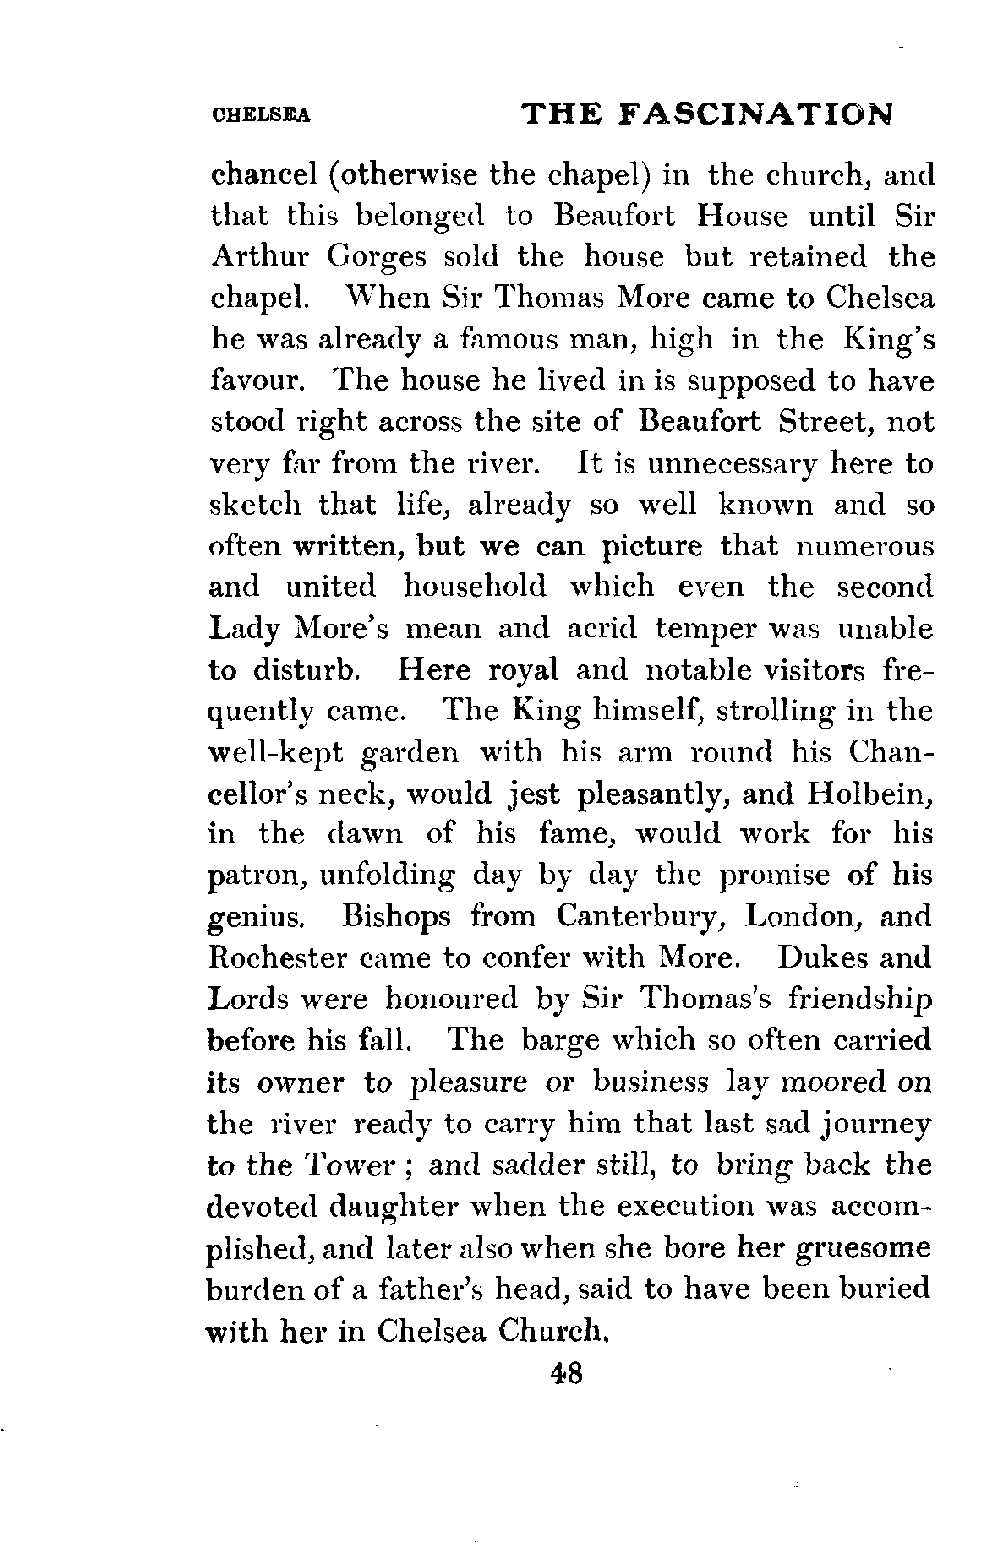 CHELSEA THE FASCINATION
chancel (otherwise the chapel) in the church, and
that this belonged to Beaufort House until Sir
Arthur Gorges sold the house but retained the
chapel. When Sir Thomas More came to Chelsea
he was already a famous man, high in the King's
favour. The house he lived in is supposed to have
stood right across the site of Beaufort Street, not
very far from the river. It is unnecessary here to
sketch that life, already so well known and so
often written, but we can picture that numerous
and united household which even the second
Lady More's mean and acrid temper was unable
to disturb. Here royal and notable visitors fre-
quently came. The King himself, strolling in the
well-kept garden with his arm round his Chan-
cellor's neck, would jest pleasantly, and Holbein,
in the dawn of his fame, would work for his
patron, unfolding day by day the promise of his
genius. Bishops from Canterbury, London, and
Rochester came to confer with More. Dukes and
Lords were honoured by Sir Thomas's friendship
before his fall. The barge which so often carried
its owner to pleasure or business lay moored on
the river ready to carry him that last sad journey
to the Tower ; and sadder still, to bring back the
devoted daughter when the execution was accom-
plished, and later also when she bore her gruesome
burden of a father's head, said to have been buried
with her in Chelsea Church.
48